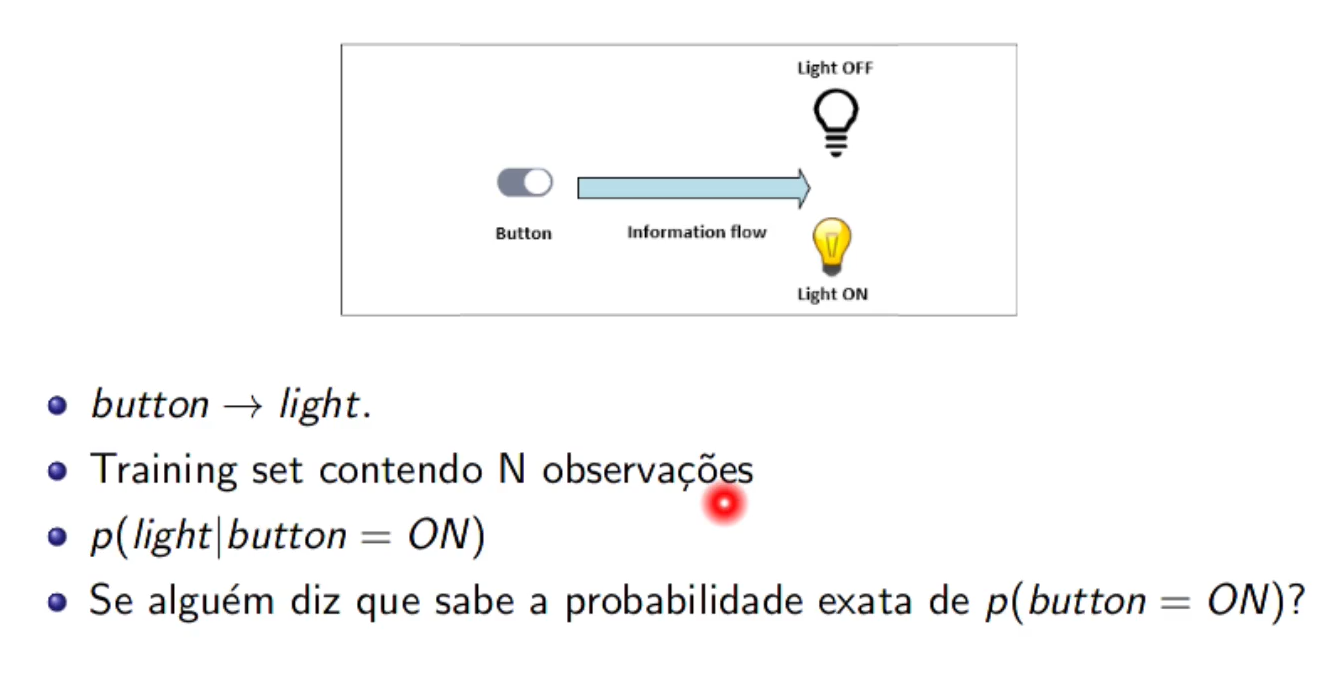 Light OFF
Button
Information flow
Light ON
button → light.
Training set contendo N observações
p(light|button = ON)
Se alguém diz que sabe a probabilidade exata de p(button = ON)?